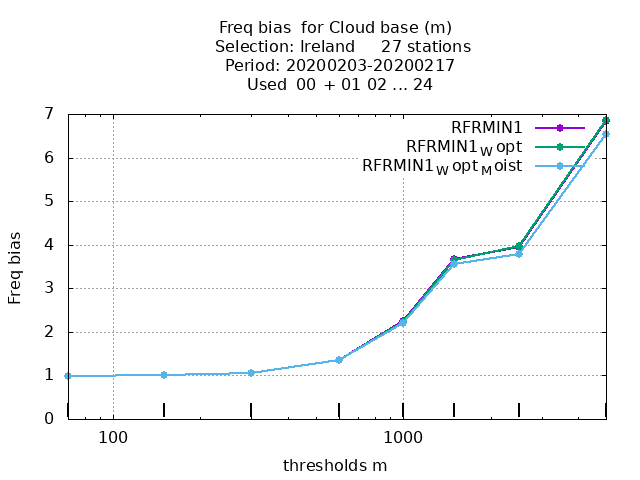 Freq bias for Cloud base (m)
Selection: Ireland 27 stations
Period: 20200203-20200217
Used 00 + 01 02 ... 24
RFRMIN1
RFRMIN1Wopt
RFRMIN1WoptMoist
7
6
5
4
3
2
1
0
Freq bias
100 1000
thresholds m